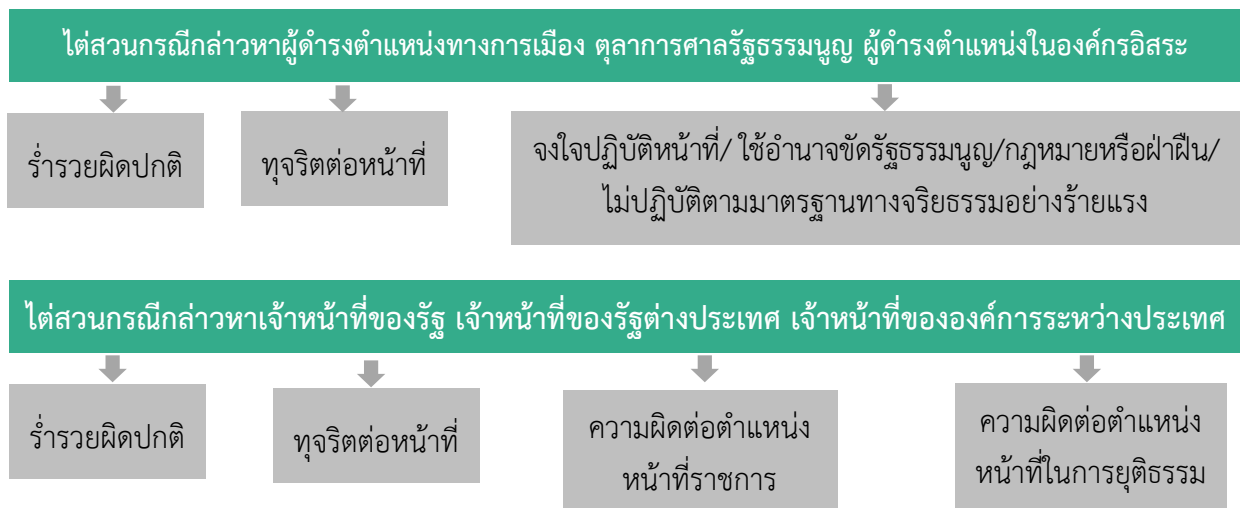 ไต่สวนกรณีกล่าวหาผู้ดำรงตำแหน่งทางการเมือง ตุลาการศาลรัฐธรรมนูญ ผู้ดำรงตำแหน่งในองค์กรอิสระ
ร่ำรวยผิดปกติ
ทุจริตต่อหน้าที่
จงใจปฏิบัติหน้าที่/ ใช้อำนาจขัดรัฐธรรมนูญ/กฎหมายหรือฝ่าฝืน/
ไม่ปฏิบัติตามมาตรฐานทางจริยธรรมอย่างร้ายแรง
ไต่สวนกรณีกล่าวหาเจ้าหน้าที่ของรัฐ เจ้าหน้าที่ของรัฐต่างประเทศ เจ้าหน้าที่ขององค์การระหว่างประเทศ
ร่ำรวยผิดปกติ
ทุจริตต่อหน้าที่
ความผิดต่อตำแหน่ง
หน้าที่ราชการ
ความผิดต่อตำแหน่ง
หน้าที่ในการยุติธรรม